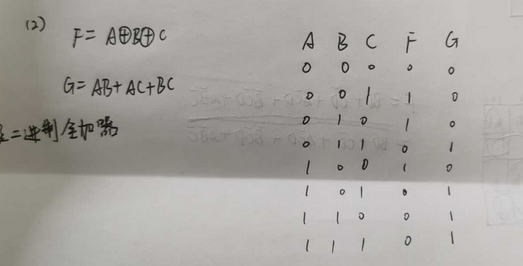 (2)
F = A⊕B⊕C
G = AB+AC+BC
二进制全加器
A B C F G
0 0 0 0 0
0 0 1 1 0
0 1 0 1 0
0 1 1 0 1
1 0 0 1 0
1 0 1 0 1
1 1 0 0 1
1 1 1 0 1